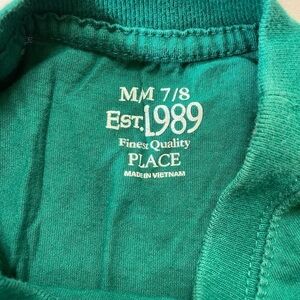 M/M 7/8
EST.1989
Finest Quality
PLACE
MADE IN VIETNAM